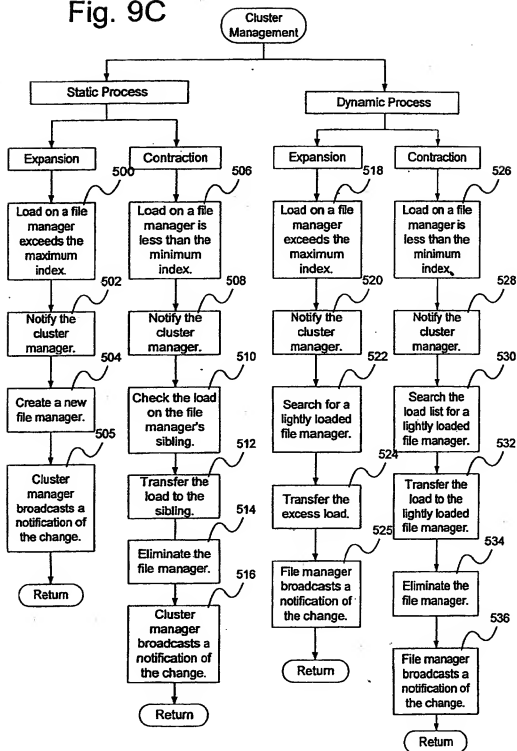 Fig. 9C
Cluster
Management
Static Process
Dynamic Process
Expansion
Contraction
Expansion
Contraction
500
Load on a file
manager
exceeds the
maximum
index.
502
Notify the
cluster
manager.
504
Create a new
file manager.
505
Cluster
manager
broadcasts a
notification of
the change.
Return
506
Load on a file
manager is
less than the
minimum
index.
508
Notify the
cluster
manager.
510
Check the load
on the file
manager's
sibling.
512
Transfer the
load to the
sibling.
514
Eliminate the
file manager.
516
Cluster
manager
broadcasts a
notification of
the change.
Return
518
Load on a file
manager
exceeds the
maximum
index.
520
Notify the
cluster
manager.
522
Search for a
lightly loaded
file manager.
524
Transfer the
excess load.
525
File manager
broadcasts a
notification of
the change.
Return
526
Load on a file
manager is
less than the
minimum
index.
528
Notify the
cluster
manager.
530
Search the
load list for a
lightly loaded
file manager.
532
Transfer the
load to the
lightly loaded
file manager.
534
Eliminate the
file manager.
536
File manager
broadcasts a
notification of
the change.
Return